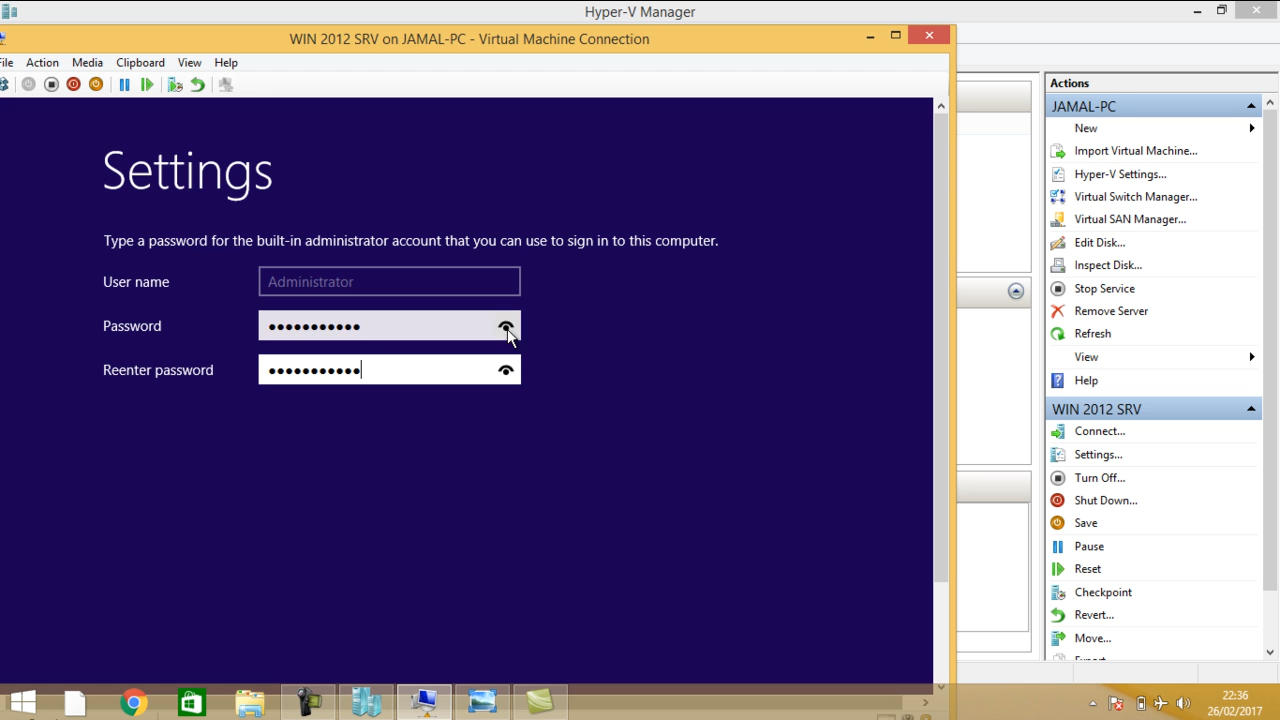 Hyper-V Manager
WIN 2012 SRV on JAMAL-PC - Virtual Machine Connection
File Action Media Clipboard View Help
Settings
Type a password for the built-in administrator account that you can use to sign in to this computer.
User name
Administrator
Password
●●●●●●●●●●●
Reenter password
●●●●●●●●●●●
Actions
JAMAL-PC
New
Import Virtual Machine...
Hyper-V Settings...
Virtual Switch Manager...
Virtual SAN Manager...
Edit Disk...
Inspect Disk...
Stop Service
Remove Server
Refresh
View
Help
WIN 2012 SRV
Connect...
Settings...
Turn Off...
Shut Down...
Save
Pause
Reset
Checkpoint
Revert...
Move...
22:36
26/02/2017